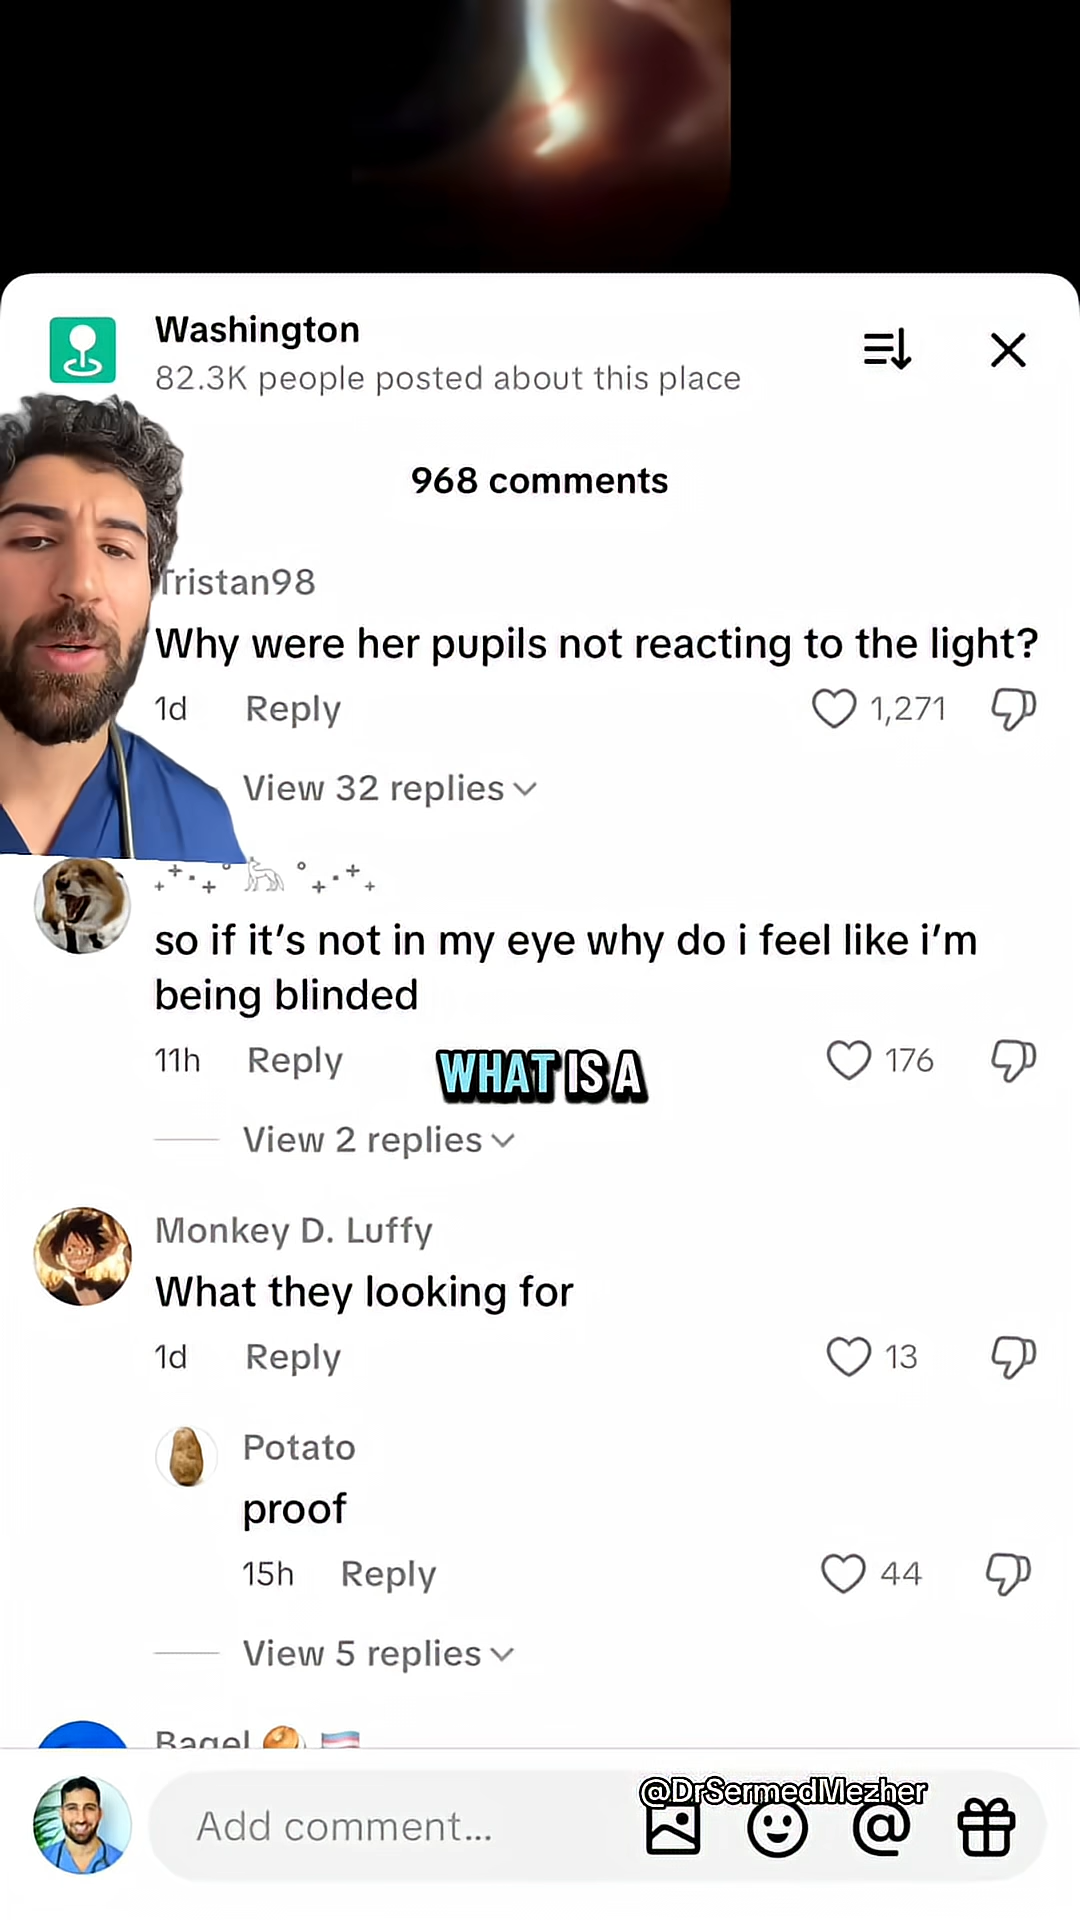 Washington
82.3K people posted about this place
968 comments
Tristan98
Why were her pupils not reacting to the light?
1d Reply 1,271
View 32 replies
so if it's not in my eye why do i feel like i'm
being blinded
11h Reply 176
WHAT IS A
View 2 replies
Monkey D. Luffy
What they looking for
1d Reply 13
Potato
proof
15h Reply 44
View 5 replies
Bagel
@DrSermedMezher
Add comment...